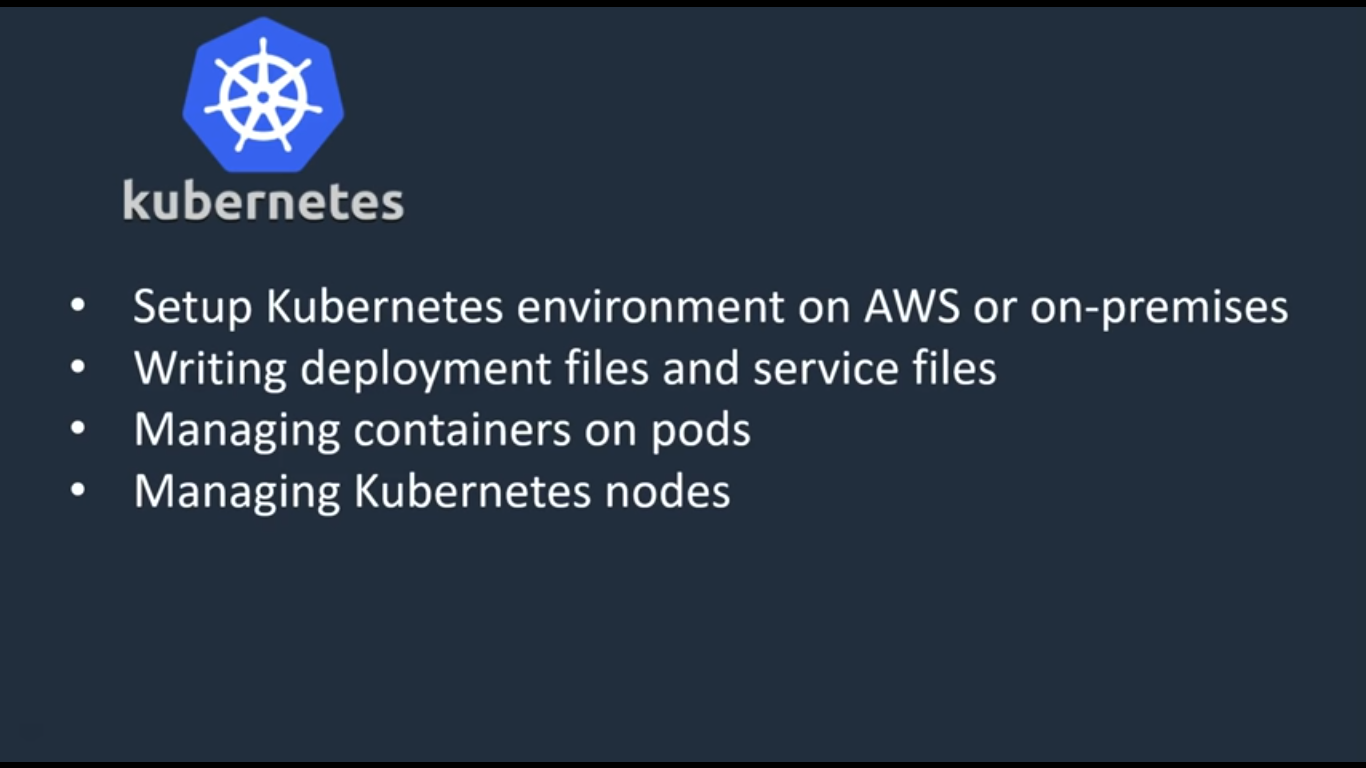 kubernetes
• Setup Kubernetes environment on AWS or on-premises
• Writing deployment files and service files
• Managing containers on pods
• Managing Kubernetes nodes